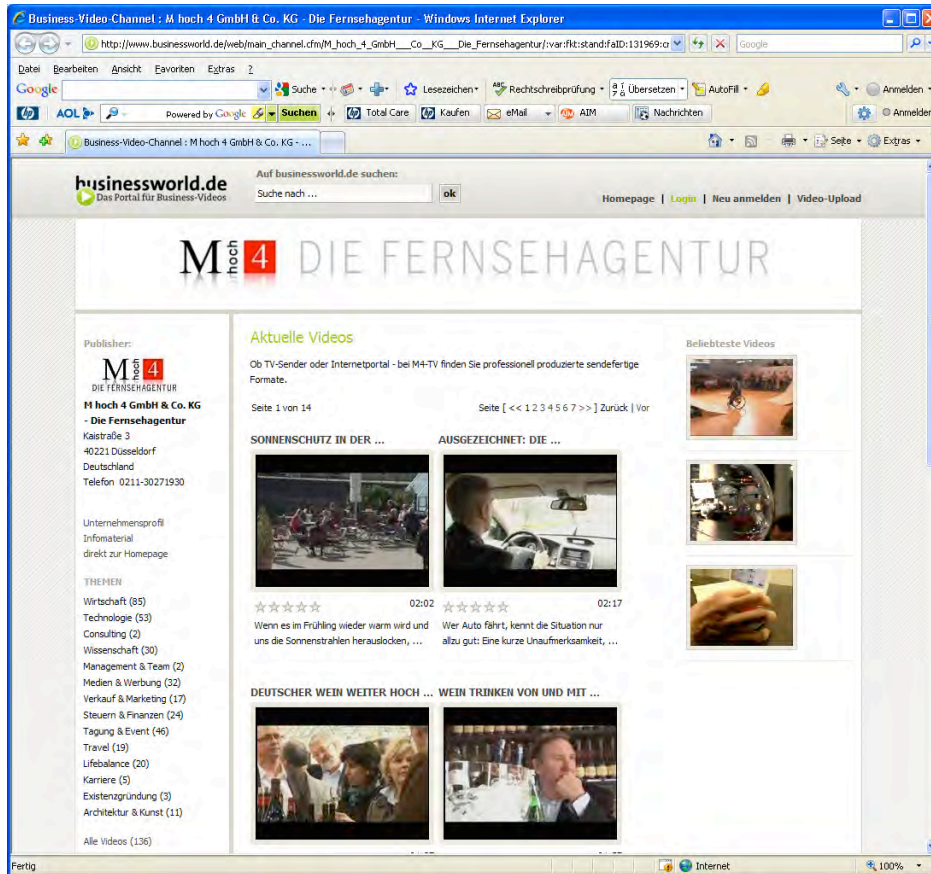 Business-Video-Channel : M hoch 4 GmbH & Co. KG - Die Fernsehagentur - Windows Internet Explorer
http://www.businessworld.de/web/main_channel.cfm/M_hoch_4_GmbH___Co__KG___Die_Fernsehagentur/:var:fkt:stand:faID:131969:cr
Google
Datei Bearbeiten Ansicht Favoriten Extras ?
Google Suche Lesezeichen Rechtschreibprüfung Übersetzen AutoFill Anmelden
hp AOL Powered by Google Suchen Total Care Kaufen eMail AIM Nachrichten Anmelden
Business-Video-Channel : M hoch 4 GmbH & Co. KG - ... Seite Extras
businessworld.de
Das Portal für Business-Videos
Auf businessworld.de suchen:
Suche nach ... ok
Homepage | Login | Neu anmelden | Video-Upload
M hoch 4 DIE FERNSEHAGENTUR
Publisher:
M hoch 4
DIE FERNSEHAGENTUR
M hoch 4 GmbH & Co. KG
- Die Fernsehagentur
Kaistraße 3
40221 Düsseldorf
Deutschland
Telefon 0211-30271930
Unternehmensprofil
Infomaterial
direkt zur Homepage
THEMEN
Wirtschaft (85)
Technologie (53)
Consulting (2)
Wissenschaft (30)
Management & Team (2)
Medien & Werbung (32)
Verkauf & Marketing (17)
Steuern & Finanzen (24)
Tagung & Event (46)
Travel (19)
Lifebalance (20)
Karriere (5)
Existenzgründung (3)
Architektur & Kunst (11)
Alle Videos (136)
Aktuelle Videos
Ob TV-Sender oder Internetportal - bei M4-TV finden Sie professionell produzierte sendefertige
Formate.
Seite 1 von 14
Seite [ << 1 2 3 4 5 6 7 >> ] Zurück | Vor
SONNENSCHUTZ IN DER ...
02:02
Wenn es im Frühling wieder warm wird und
uns die Sonnenstrahlen herauslocken, ...
AUSGEZEICHNET: DIE ...
02:17
Wer Auto fährt, kennt die Situation nur
allzu gut: Eine kurze Unaufmerksamkeit, ...
DEUTSCHER WEIN WEITER HOCH ...
WEIN TRINKEN VON UND MIT ...
Beliebteste Videos
Fertig
Internet
100%